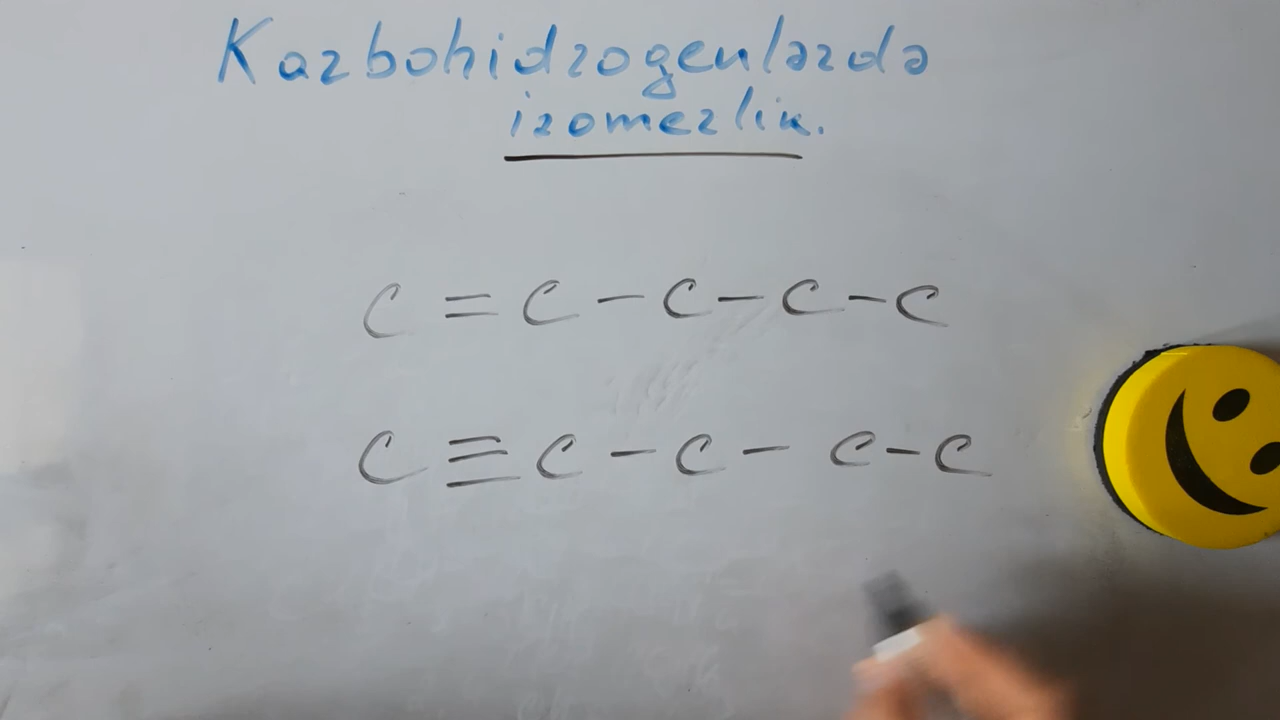 Karbohidrogenlərdə
izomerlik.
C = C - C - C - C
C ≡ C - C - C - C